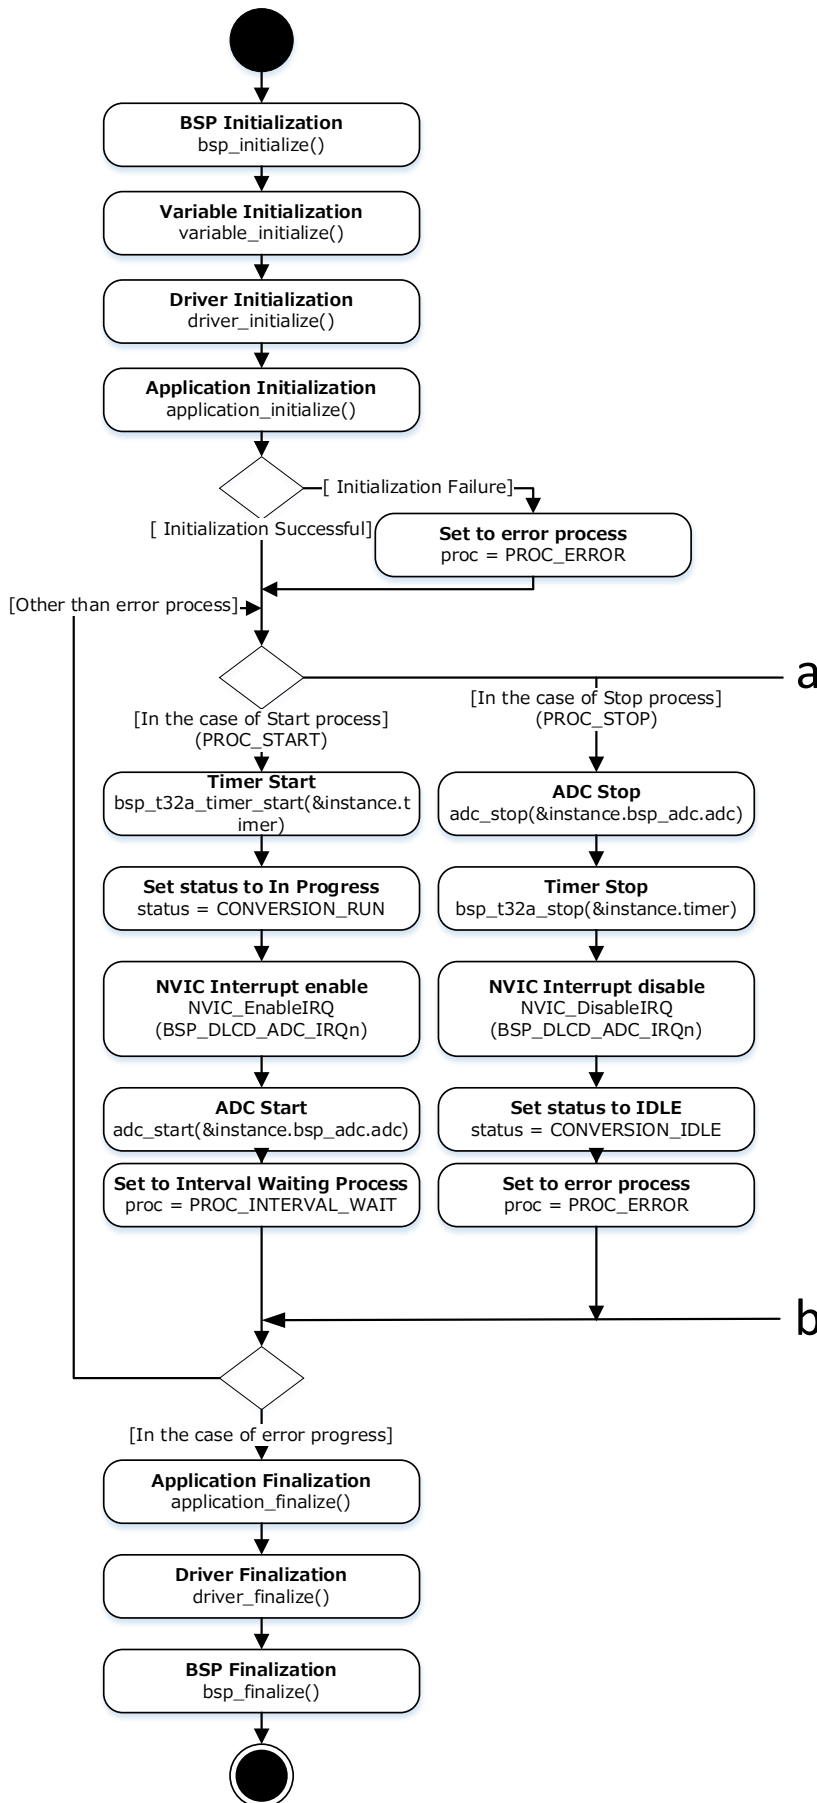 BSP Initialization
bsp_initialize()
Variable Initialization
variable_initialize()
Driver Initialization
driver_initialize()
Application Initialization
application_initialize()
[ Initialization Failure]
[ Initialization Successful]
Set to error process
proc = PROC_ERROR
[Other than error process]
a
[In the case of Start process]
(PROC_START)
[In the case of Stop process]
(PROC_STOP)
Timer Start
bsp_t32a_timer_start(&instance.t
imer)
ADC Stop
adc_stop(&instance.bsp_adc.adc)
Set status to In Progress
status = CONVERSION_RUN
Timer Stop
bsp_t32a_stop(&instance.timer)
NVIC Interrupt enable
NVIC_EnableIRQ
(BSP_DLCD_ADC_IRQn)
NVIC Interrupt disable
NVIC_DisableIRQ
(BSP_DLCD_ADC_IRQn)
ADC Start
adc_start(&instance.bsp_adc.adc)
Set status to IDLE
status = CONVERSION_IDLE
Set to Interval Waiting Process
proc = PROC_INTERVAL_WAIT
Set to error process
proc = PROC_ERROR
b
[In the case of error progress]
Application Finalization
application_finalize()
Driver Finalization
driver_finalize()
BSP Finalization
bsp_finalize()